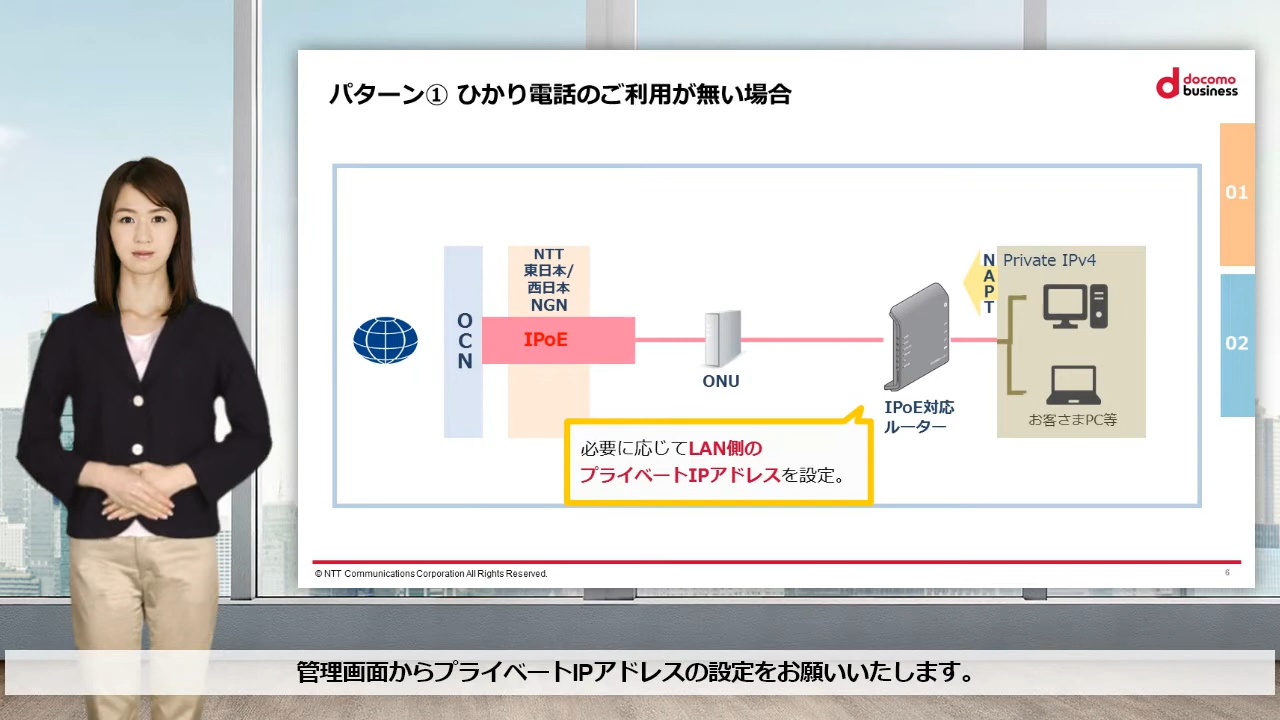 パターン① ひかり電話のご利用が無い場合
docomo
business
01
02
NTT
東日本/
西日本
NGN
OCN
IPoE
ONU
NAPT
Private IPv4
IPoE対応
ルーター
お客さまPC等
必要に応じてLAN側の
プライベートIPアドレスを設定。
© NTT Communications Corporation All Rights Reserved.
6
管理画面からプライベートIPアドレスの設定をお願いいたします。